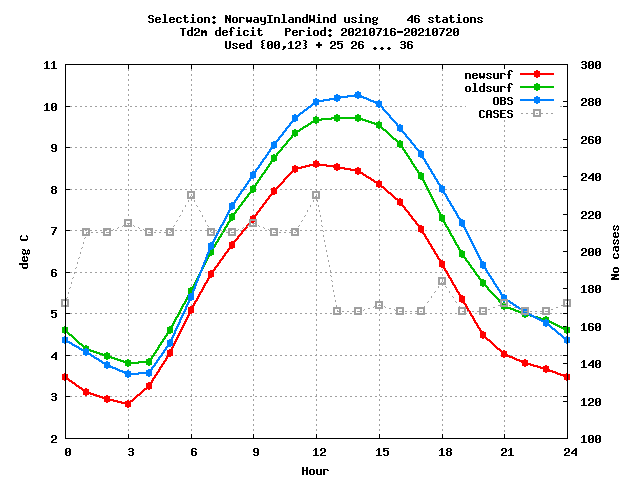 Selection: NorwayInlandWind using    46 stations
Td2m deficit   Period: 20210716-20210720
Used {00,12} + 25 26 ... 36
newsurf
oldsurf
OBS
CASES
11
10
9
8
7
6
5
4
3
2
deg C
300
280
260
240
220
200
180
160
140
120
100
No cases
0 3 6 9 12 15 18 21 24
Hour